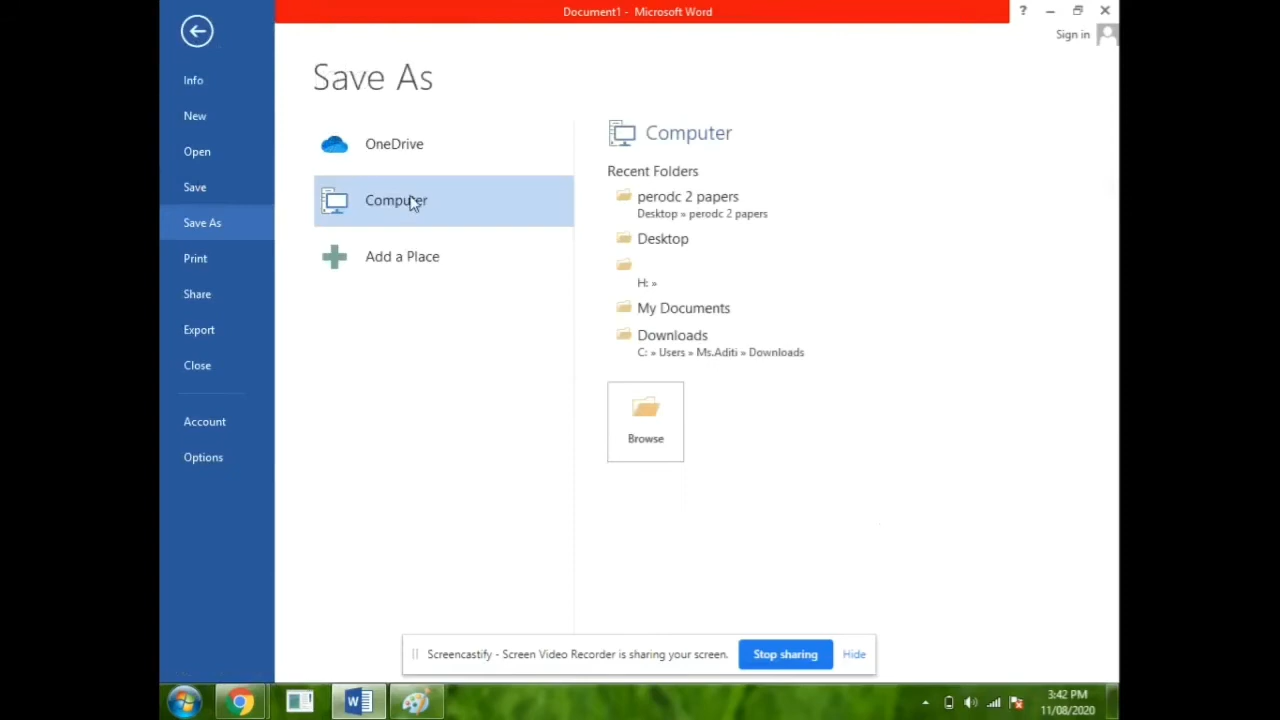 Document1 - Microsoft Word
?
Sign in
Info
New
Open
Save
Save As
Print
Share
Export
Close
Account
Options
Save As
OneDrive
Computer
Add a Place
Computer
Recent Folders
perodc 2 papers
Desktop » perodc 2 papers
Desktop
H: »
My Documents
Downloads
C: » Users » Ms.Aditi » Downloads
Browse
Screencastify - Screen Video Recorder is sharing your screen.
Stop sharing
Hide
3:42 PM
11/08/2020